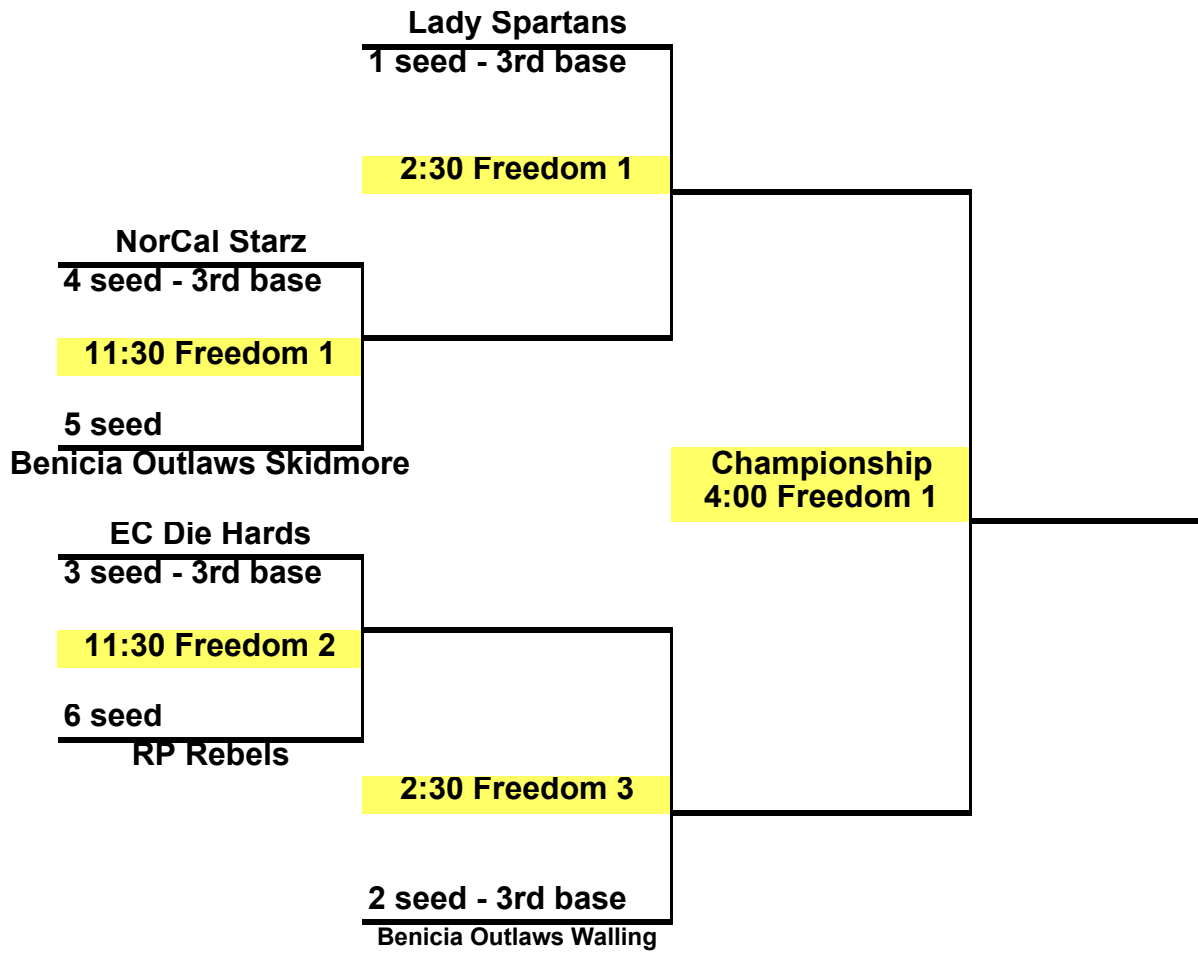 Lady Spartans
1 seed - 3rd base
2:30 Freedom 1
NorCal Starz
4 seed - 3rd base
11:30 Freedom 1
5 seed
Benicia Outlaws Skidmore
Championship
4:00 Freedom 1
EC Die Hards
3 seed - 3rd base
11:30 Freedom 2
6 seed
RP Rebels
2:30 Freedom 3
2 seed - 3rd base
Benicia Outlaws Walling